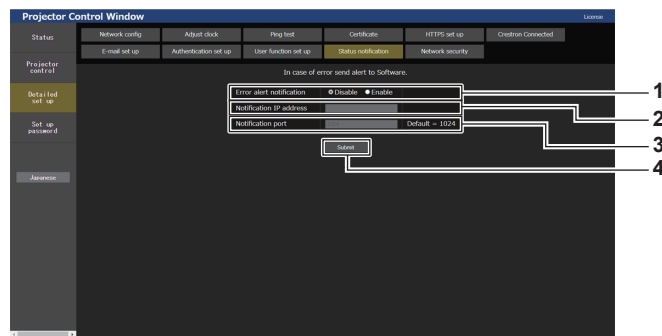 Projector Control Window
License
Status
Network config Adjust clock Ping test Certificate HTTPS set up Crestron Connected
E-mail set up Authentication set up User function set up Status notification Network security
Projector
control
In case of error send alert to Software.
Detailed
set up
Error alert notification Disable Enable 1
Notification IP address 2
Set up
password
Notification port Default = 1024 3
Submit 4
Japanese